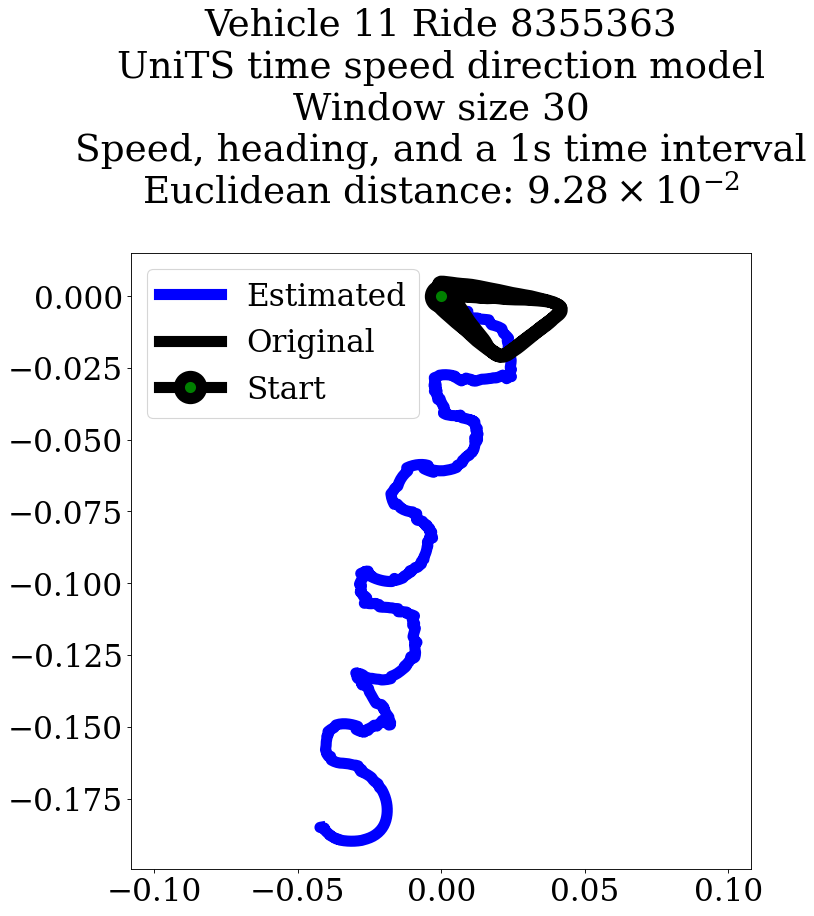 Vehicle 11 Ride 8355363
UniTS time speed direction model
Window size 30
Speed, heading, and a 1s time interval
Euclidean distance: 9.28 × 10⁻²
Estimated
Original
Start
0.000
−0.025
−0.050
−0.075
−0.100
−0.125
−0.150
−0.175
−0.10 −0.05 0.00 0.05 0.10